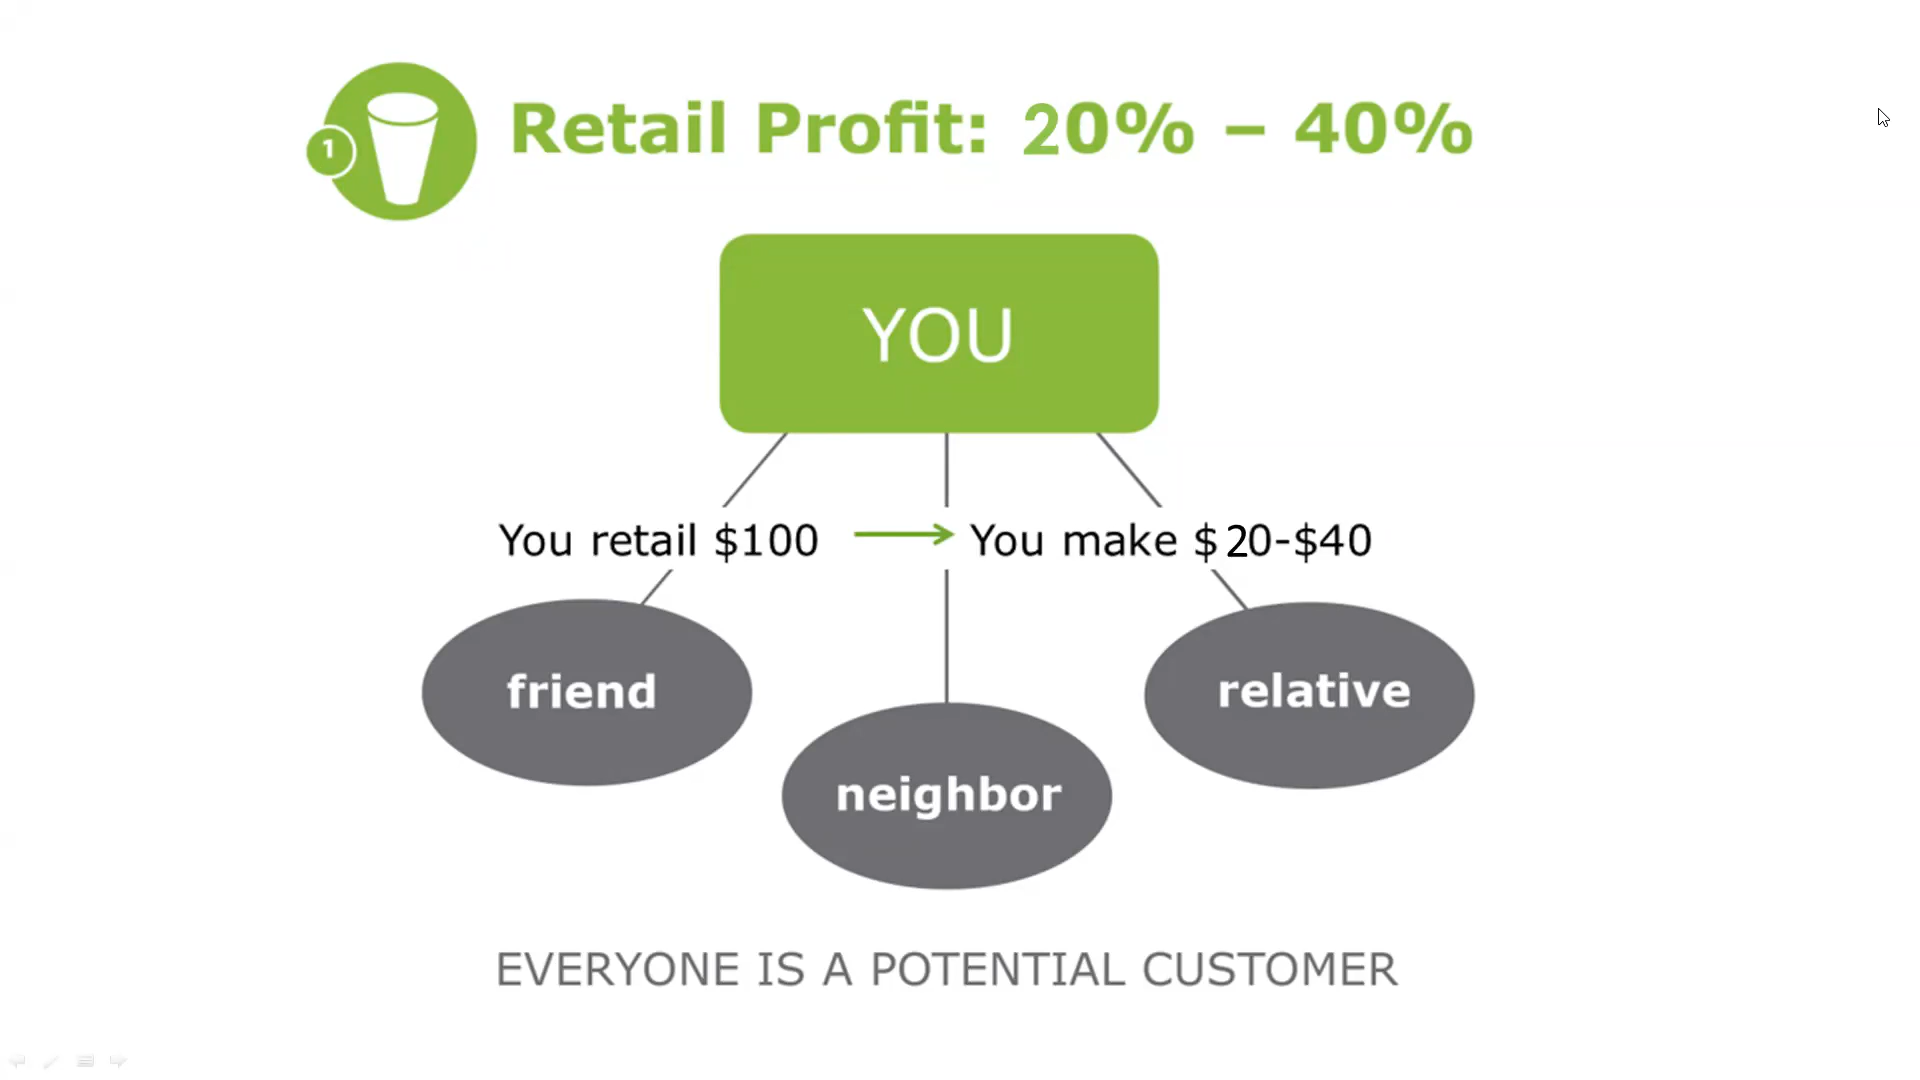 1
Retail Profit: 20% – 40%
YOU
You retail $100
You make $20-$40
friend
relative
neighbor
EVERYONE IS A POTENTIAL CUSTOMER